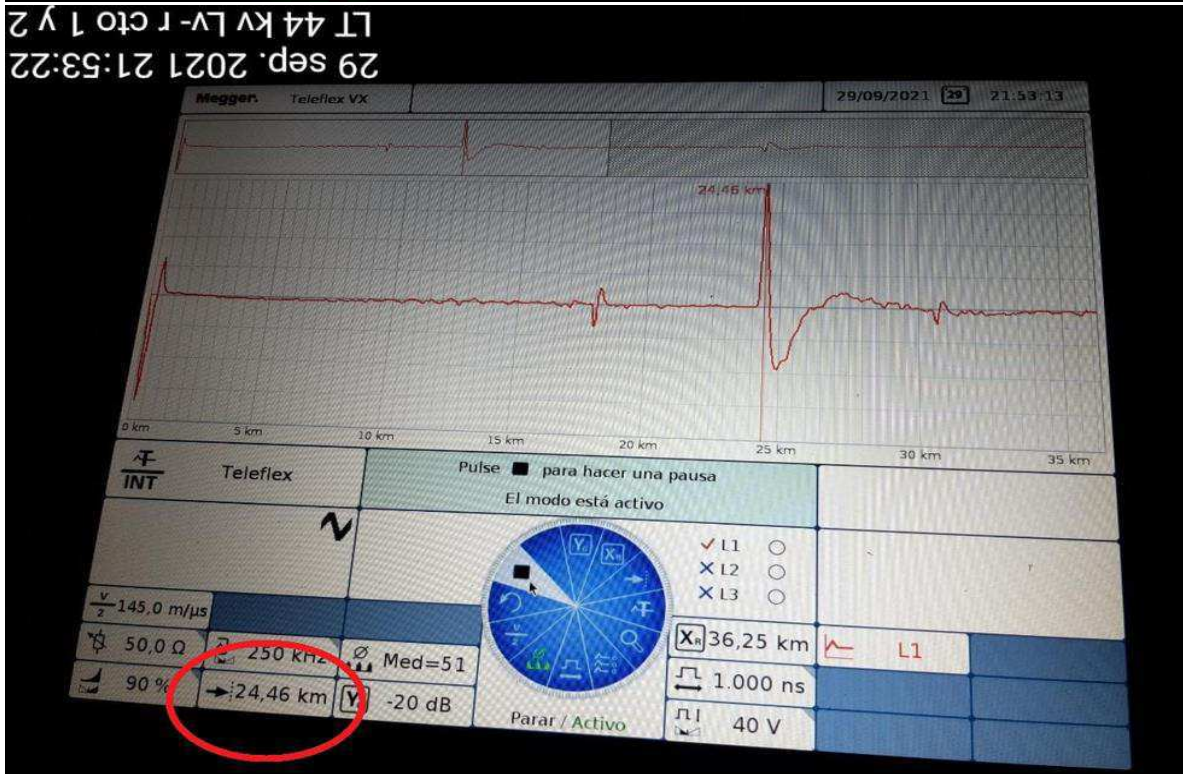 LT 44 kv Lv- r cto 1 y 2
29 sep. 2021 21:53:22
Megger. Teleflex VX 29/09/2021 29 21:53:13
24,46 km
0 km 5 km 10 km 15 km 20 km 25 km 30 km 35 km
INT
Teleflex
Pulse para hacer una pausa
El modo está activo
L1
L2
L3
v/2 145,0 m/µs
50,0 Ω
250 kHz
Med=51
90 %
24,46 km
-20 dB
Parar / Activo
XR 36,25 km
L1
1.000 ns
40 V